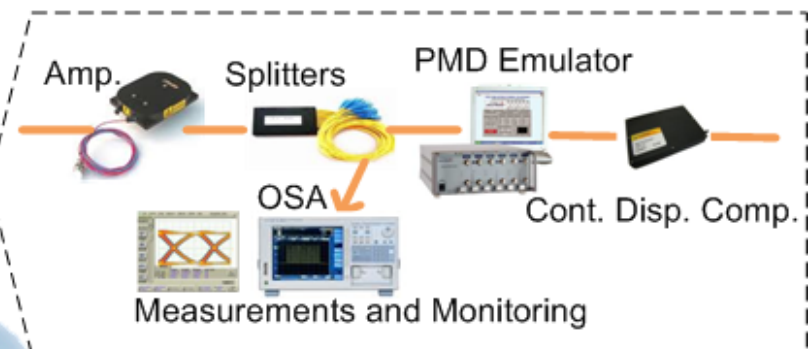 Amp.
Splitters
PMD Emulator
OSA
Cont. Disp. Comp.
Measurements and Monitoring